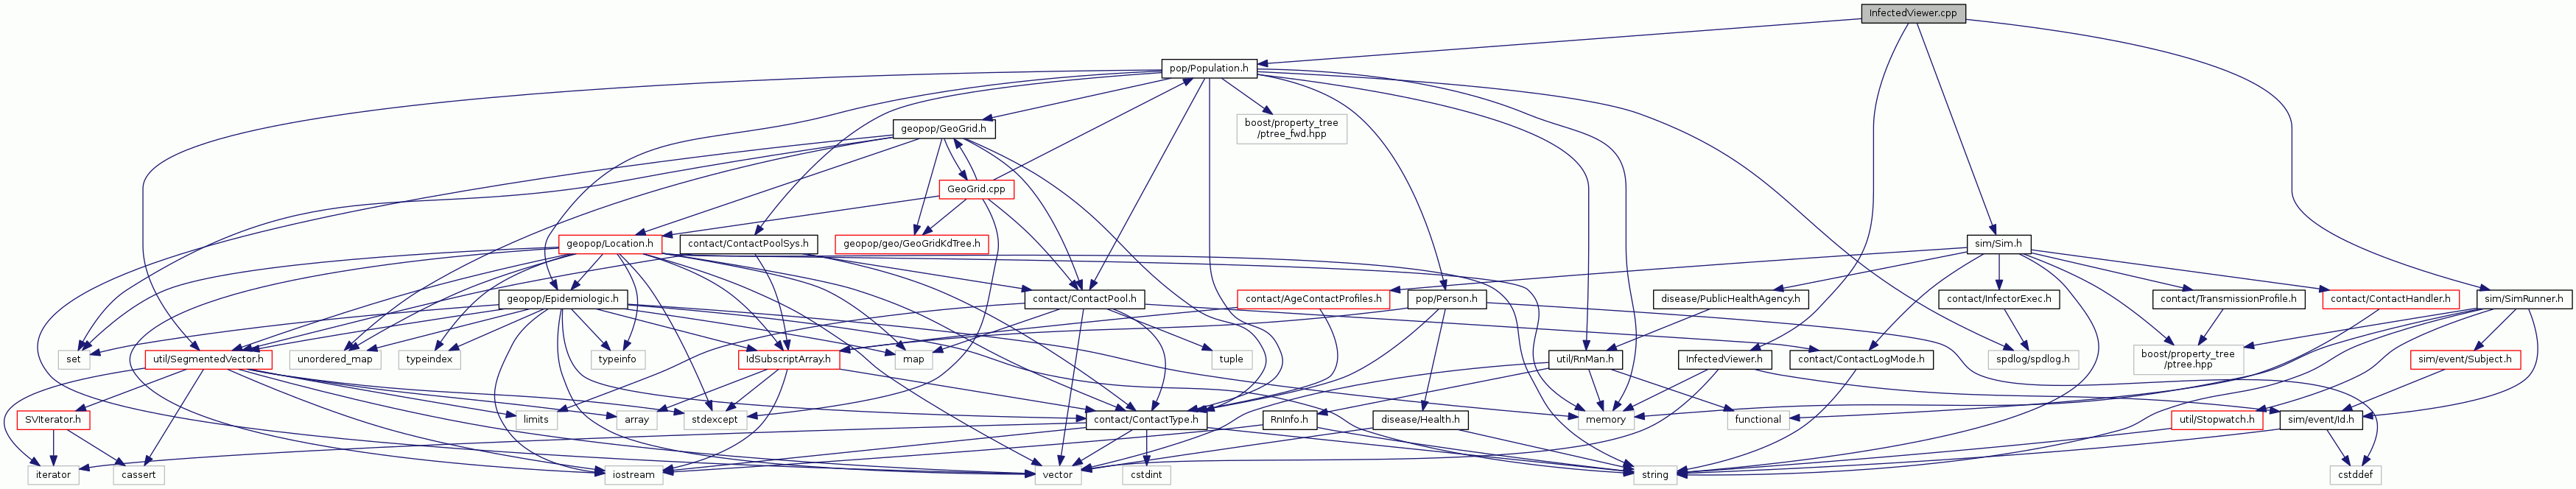 InfectedViewer.cpp
pop/Population.h
geopop/GeoGrid.h
boost/property_tree
/ptree_fwd.hpp
GeoGrid.cpp
geopop/Location.h
contact/ContactPoolSys.h
geopop/geo/GeoGridKdTree.h
sim/Sim.h
geopop/Epidemiologic.h
contact/ContactPool.h
contact/AgeContactProfiles.h
pop/Person.h
disease/PublicHealthAgency.h
contact/InfectorExec.h
contact/TransmissionProfile.h
contact/ContactHandler.h
sim/SimRunner.h
set
util/SegmentedVector.h
unordered_map
typeindex
typeinfo
IdSubscriptArray.h
map
tuple
util/RnMan.h
InfectedViewer.h
contact/ContactLogMode.h
spdlog/spdlog.h
boost/property_tree
/ptree.hpp
sim/event/Subject.h
SVIterator.h
limits
array
stdexcept
contact/ContactType.h
RnInfo.h
disease/Health.h
memory
functional
util/Stopwatch.h
sim/event/Id.h
iterator
cassert
iostream
vector
cstdint
string
cstddef